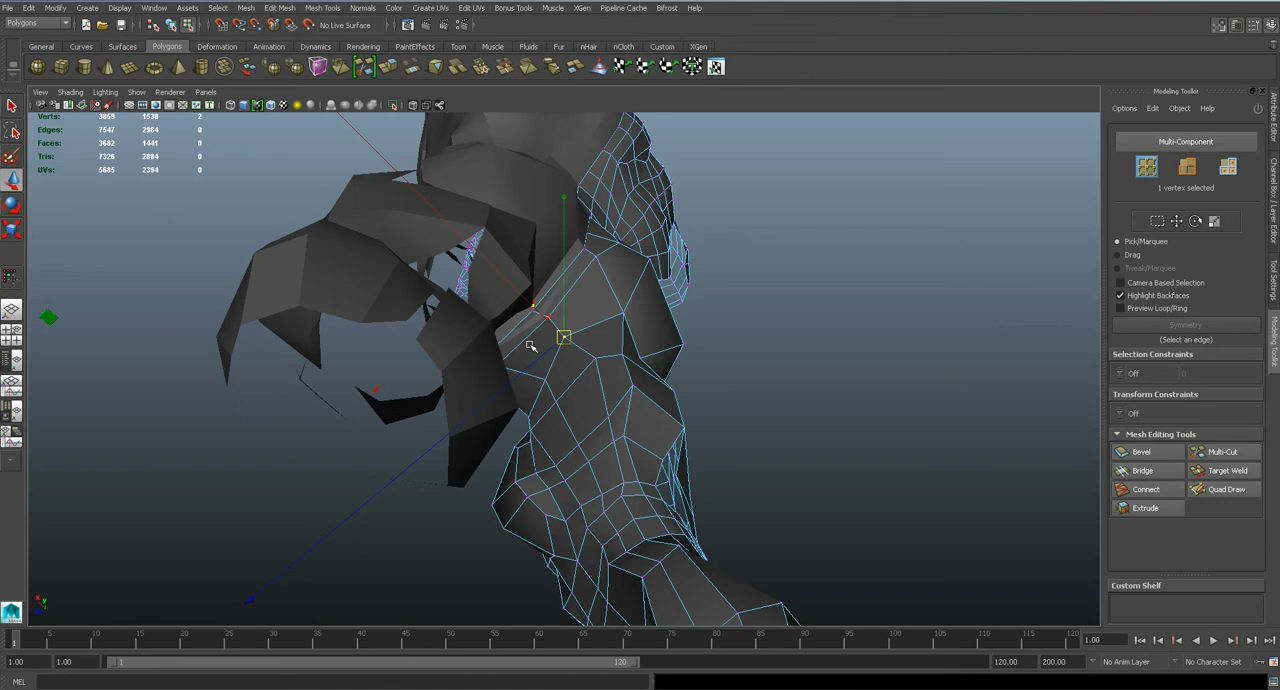 File Edit Modify Create Display Window Assets Select Mesh Edit Mesh Mesh Tools Normals Color Create UVs Edit UVs Bonus Tools Muscle XGen Pipeline Cache Bifrost Help
Polygons No Live Surface
General Curves Surfaces Polygons Deformation Animation Dynamics Rendering PaintEffects Toon Muscle Fluids Fur nHair nCloth Custom XGen
View Shading Lighting Show Renderer Panels
Verts: 3859 1538 2
Edges: 7547 2984 0
Faces: 3682 1441 0
Tris: 7326 2884 0
UVs: 5685 2394 0
Modeling Toolkit
Options Edit Object Help
Multi-Component
1 vertex selected
Pick/Marquee
Drag
Tweak/Marquee
Camera Based Selection
Highlight Backfaces
Preview Loop/Ring
Symmetry
(Select an edge)
Selection Constraints
Off 0
Transform Constraints
Off
Mesh Editing Tools
Bevel Multi-Cut
Bridge Target Weld
Connect Quad Draw
Extrude
Custom Shelf
Attribute Editor
Channel Box / Layer Editor
Tool Settings
Modeling Toolkit
1 5 10 15 20 25 30 35 40 45 50 55 60 65 70 75 80 85 90 95 100 105 110 115 120 1.00
1.00 1.00 1 120 120.00 200.00 No Anim Layer No Character Set
MEL